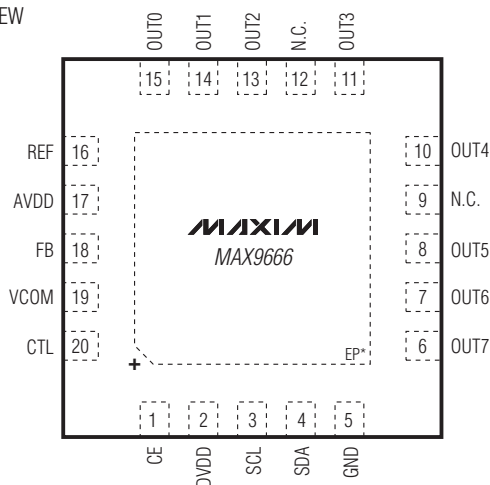 EW
OUT0 OUT1 OUT2 N.C. OUT3
15 14 13 12 11
REF 16
AVDD 17
FB 18
VCOM 19
CTL 20
10 OUT4
9 N.C.
8 OUT5
7 OUT6
6 OUT7
MAXIM
MAX9666
EP*
+
1 2 3 4 5
CE DVDD SCL SDA GND